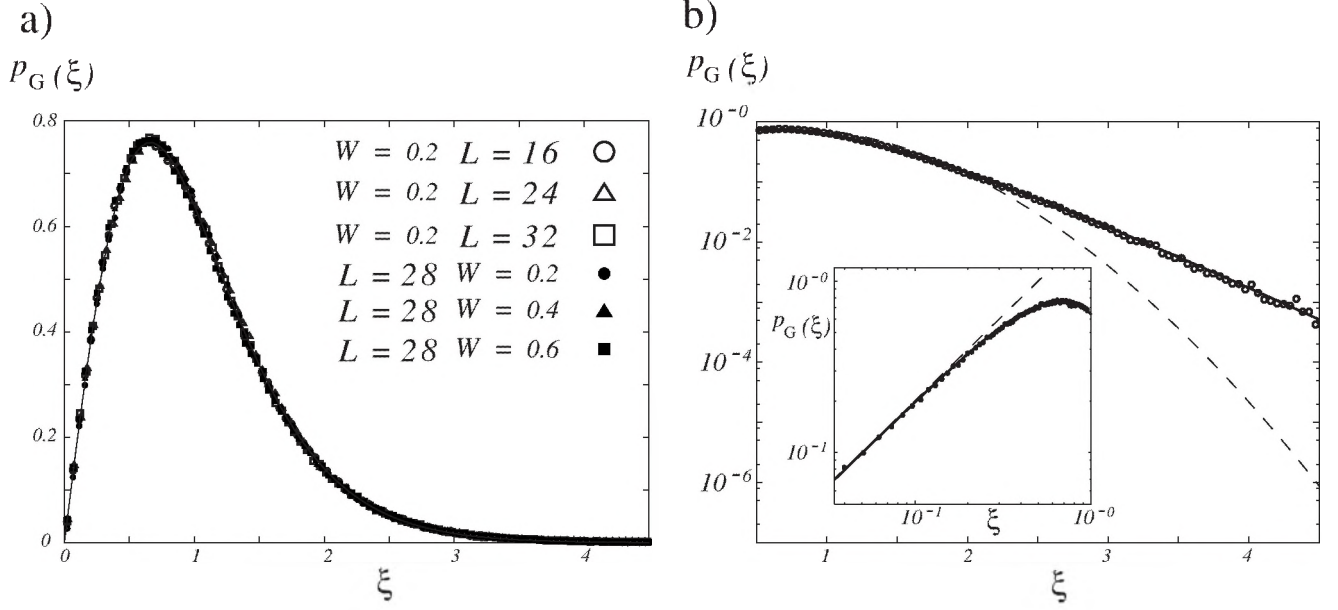 a)
p_G(ξ)
0.8
0.6
0.4
0.2
0
0 1 2 3 4
ξ
W = 0.2 L = 16 ○
W = 0.2 L = 24 △
W = 0.2 L = 32 □
L = 28 W = 0.2 ●
L = 28 W = 0.4 ▲
L = 28 W = 0.6 ■
b)
p_G(ξ)
10^-0
10^-2
10^-4
10^-6
1 2 3 4
ξ
10^-0
p_G(ξ)
10^-1
10^-1 ξ 10^-0